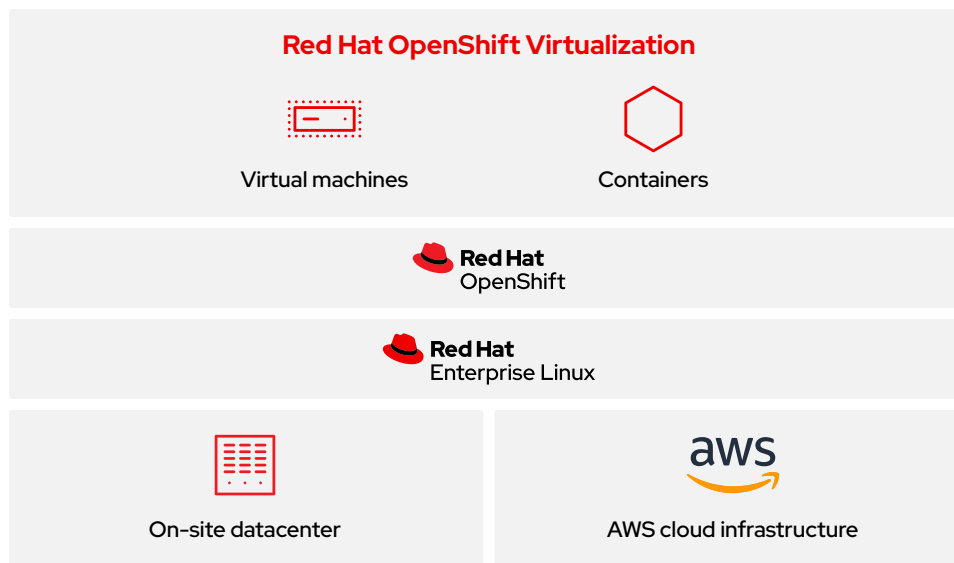 Red Hat OpenShift Virtualization
Virtual machines
Containers
Red Hat
OpenShift
Red Hat
Enterprise Linux
aws
On-site datacenter
AWS cloud infrastructure